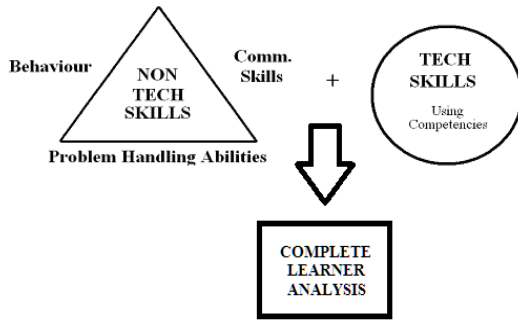 Behaviour
NON
TECH
SKILLS
Comm.
Skills
Problem Handling Abilities
+
TECH
SKILLS
Using
Competencies
COMPLETE
LEARNER
ANALYSIS